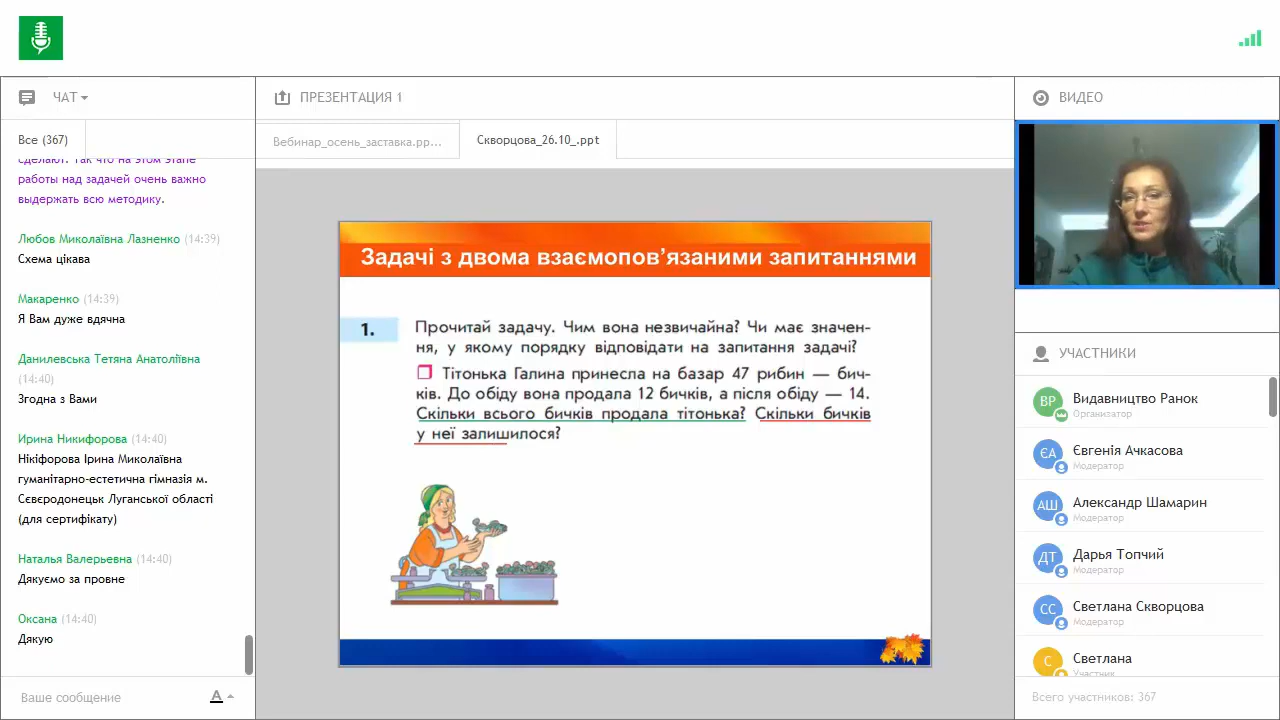 ЧАТ
Все (367)
сделают. Так что на этом этапе
работы над задачей очень важно
выдержать всю методику.
Любов Миколаївна Лазненко (14:39)
Схема цікава
Макаренко (14:39)
Я Вам дуже вдячна
Данилевська Тетяна Анатоліївна
(14:40)
Згодна з Вами
Ирина Никифорова (14:40)
Нікіфорова Ірина Миколаївна
гуманітарно-естетична гімназія м.
Сєвєродонецьк Луганської області
(для сертифікату)
Наталья Валерьевна (14:40)
Дякуємо за провне
Оксана (14:40)
Дякую
Ваше сообщение
А
ПРЕЗЕНТАЦИЯ 1
Вебинар_осень_заставка.pp...
Скворцова_26.10_.ppt
Задачі з двома взаємопов’язаними запитаннями
1.
Прочитай задачу. Чим вона незвичайна? Чи має значен-
ня, у якому порядку відповідати на запитання задачі?
Тітонька Галина принесла на базар 47 рибин — бич-
ків. До обіду вона продала 12 бичків, а після обіду — 14.
Скільки всього бичків продала тітонька? Скільки бичків
у неї залишилося?
ВИДЕО
УЧАСТНИКИ
ВР
Видавництво Ранок
Организатор
ЄА
Євгенія Ачкасова
Модератор
АШ
Александр Шамарин
Модератор
ДТ
Дарья Топчий
Модератор
СС
Светлана Скворцова
Модератор
С
Светлана
Участник
Всего участников: 367